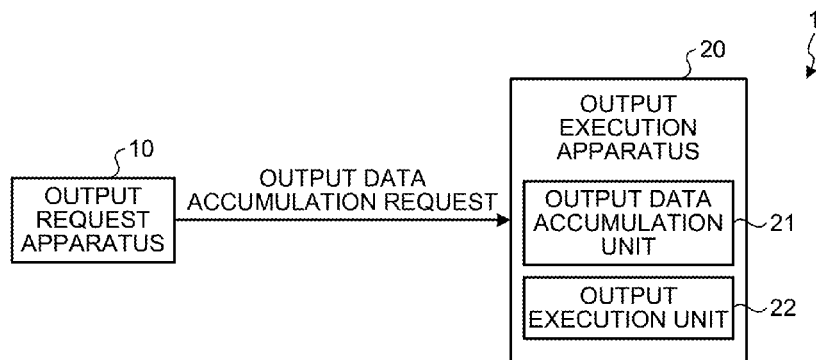 1
20
OUTPUT
EXECUTION
APPARATUS
10
OUTPUT
REQUEST
APPARATUS
OUTPUT DATA
ACCUMULATION REQUEST
OUTPUT DATA
ACCUMULATION
UNIT
21
OUTPUT
EXECUTION UNIT
22